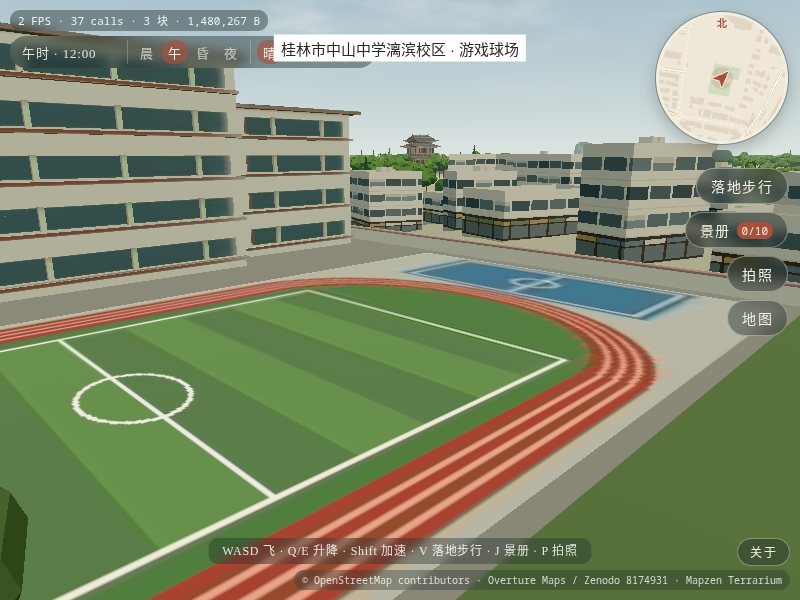 2 FPS · 37 calls · 3 块 · 1,480,267 B
午时 · 12:00 晨 午 昏 夜 晴
桂林市中山中学漓滨校区 · 游戏球场
北
落地步行
景册 0/10
拍照
地图
WASD 飞 · Q/E 升降 · Shift 加速 · V 落地步行 · J 景册 · P 拍照
关于
© OpenStreetMap contributors · Overture Maps / Zenodo 8174931 · Mapzen Terrarium